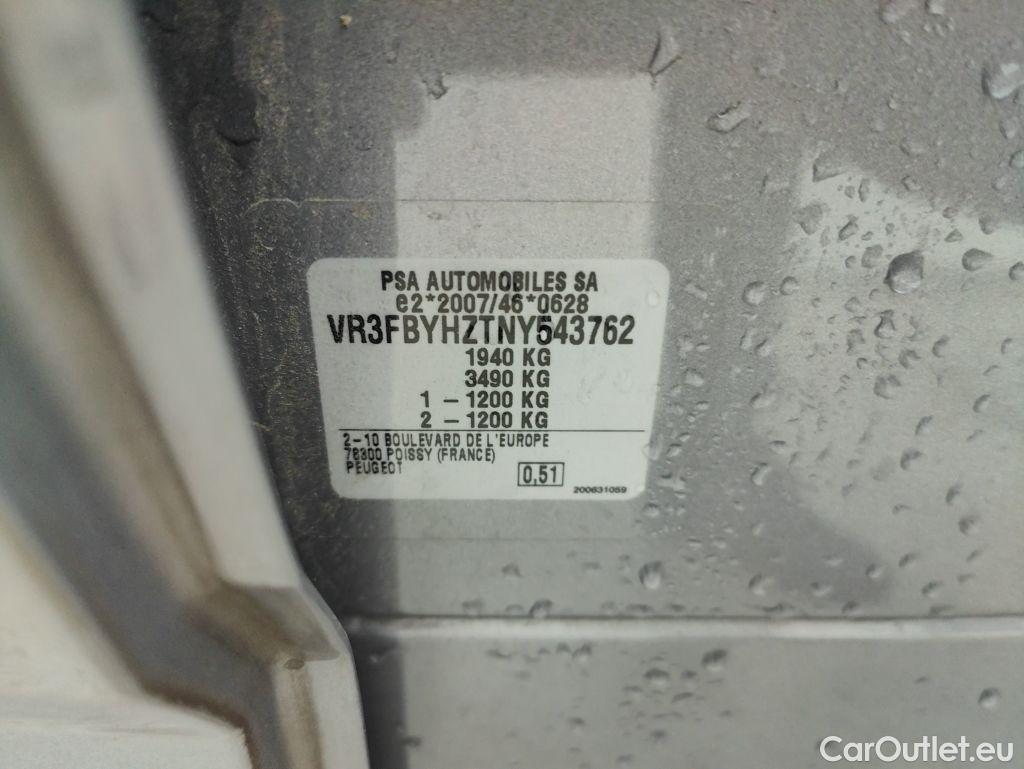 PSA AUTOMOBILES SA
e2*2007/46*0628
VR3FBYHZTNY543762
1940 KG
3490 KG
1 – 1200 KG
2 – 1200 KG
2–10 BOULEVARD DE L'EUROPE
78300 POISSY (FRANCE)
PEUGEOT
0,51
200631059
CarOutlet.eu